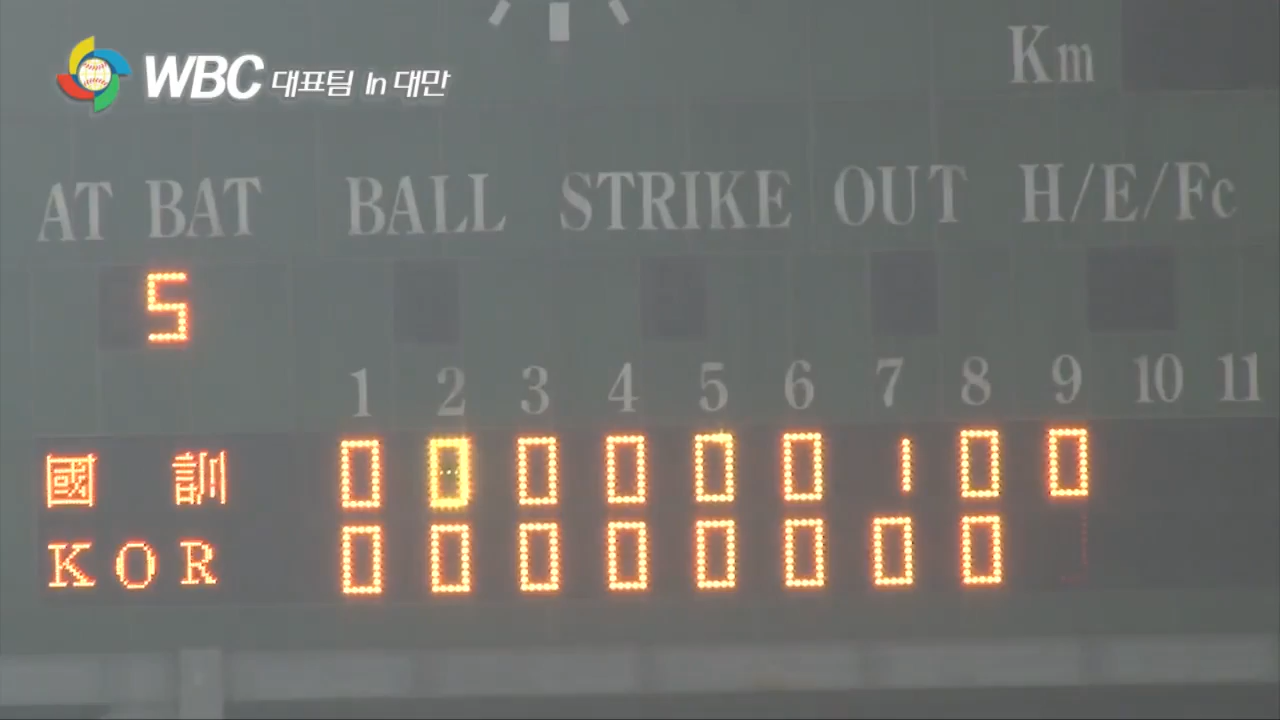 WBC 대표팀 In 대만
Km
AT BAT BALL STRIKE OUT H/E/Fc
5
1 2 3 4 5 6 7 8 9 10 11
國訓 0 0 0 0 0 0 1 0 0
KOR 0 0 0 0 0 0 0 0